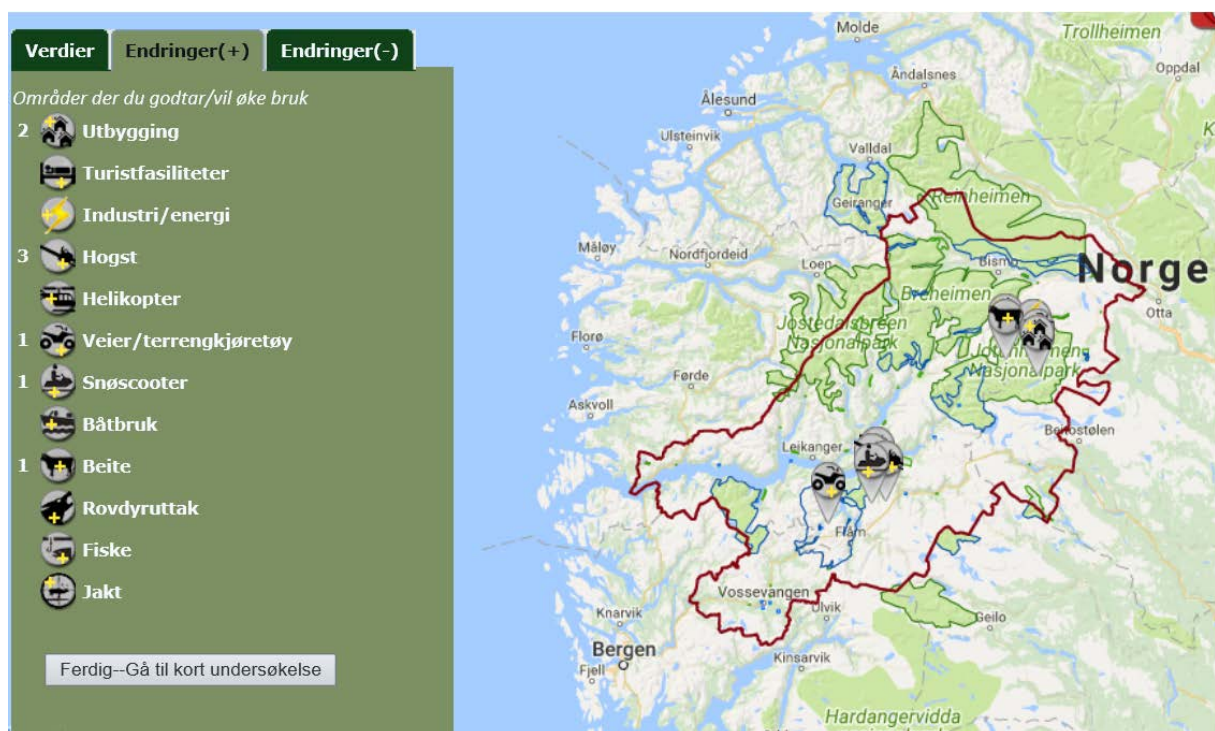 Verdier
Endringer(+)
Endringer(-)
Områder der du godtar/vil øke bruk
2 Utbygging
Turistfasiliteter
Industri/energi
3 Hogst
Helikopter
1 Veier/terrengkjøretøy
1 Snøscooter
Båtbruk
1 Beite
Rovdyruttak
Fiske
Jakt
Ferdig--Gå til kort undersøkelse
Molde
Trollheimen
Oppdal
Åndalsnes
Ålesund
Ulsteinvik
Valldal
Geiranger
Reinheimen
Måløy
Nordfjordeid
Loen
Bismo
Norge
Breheimen
Otta
Jostedalsbreen
Nasjonalpark
Florø
Nasjonalpark
Førde
Askvoll
Leikanger
Beitostølen
Flåm
Vossevangen
Ulvik
Geilo
Knarvik
Bergen
Fjell
Kinsarvik
Hardangervidda